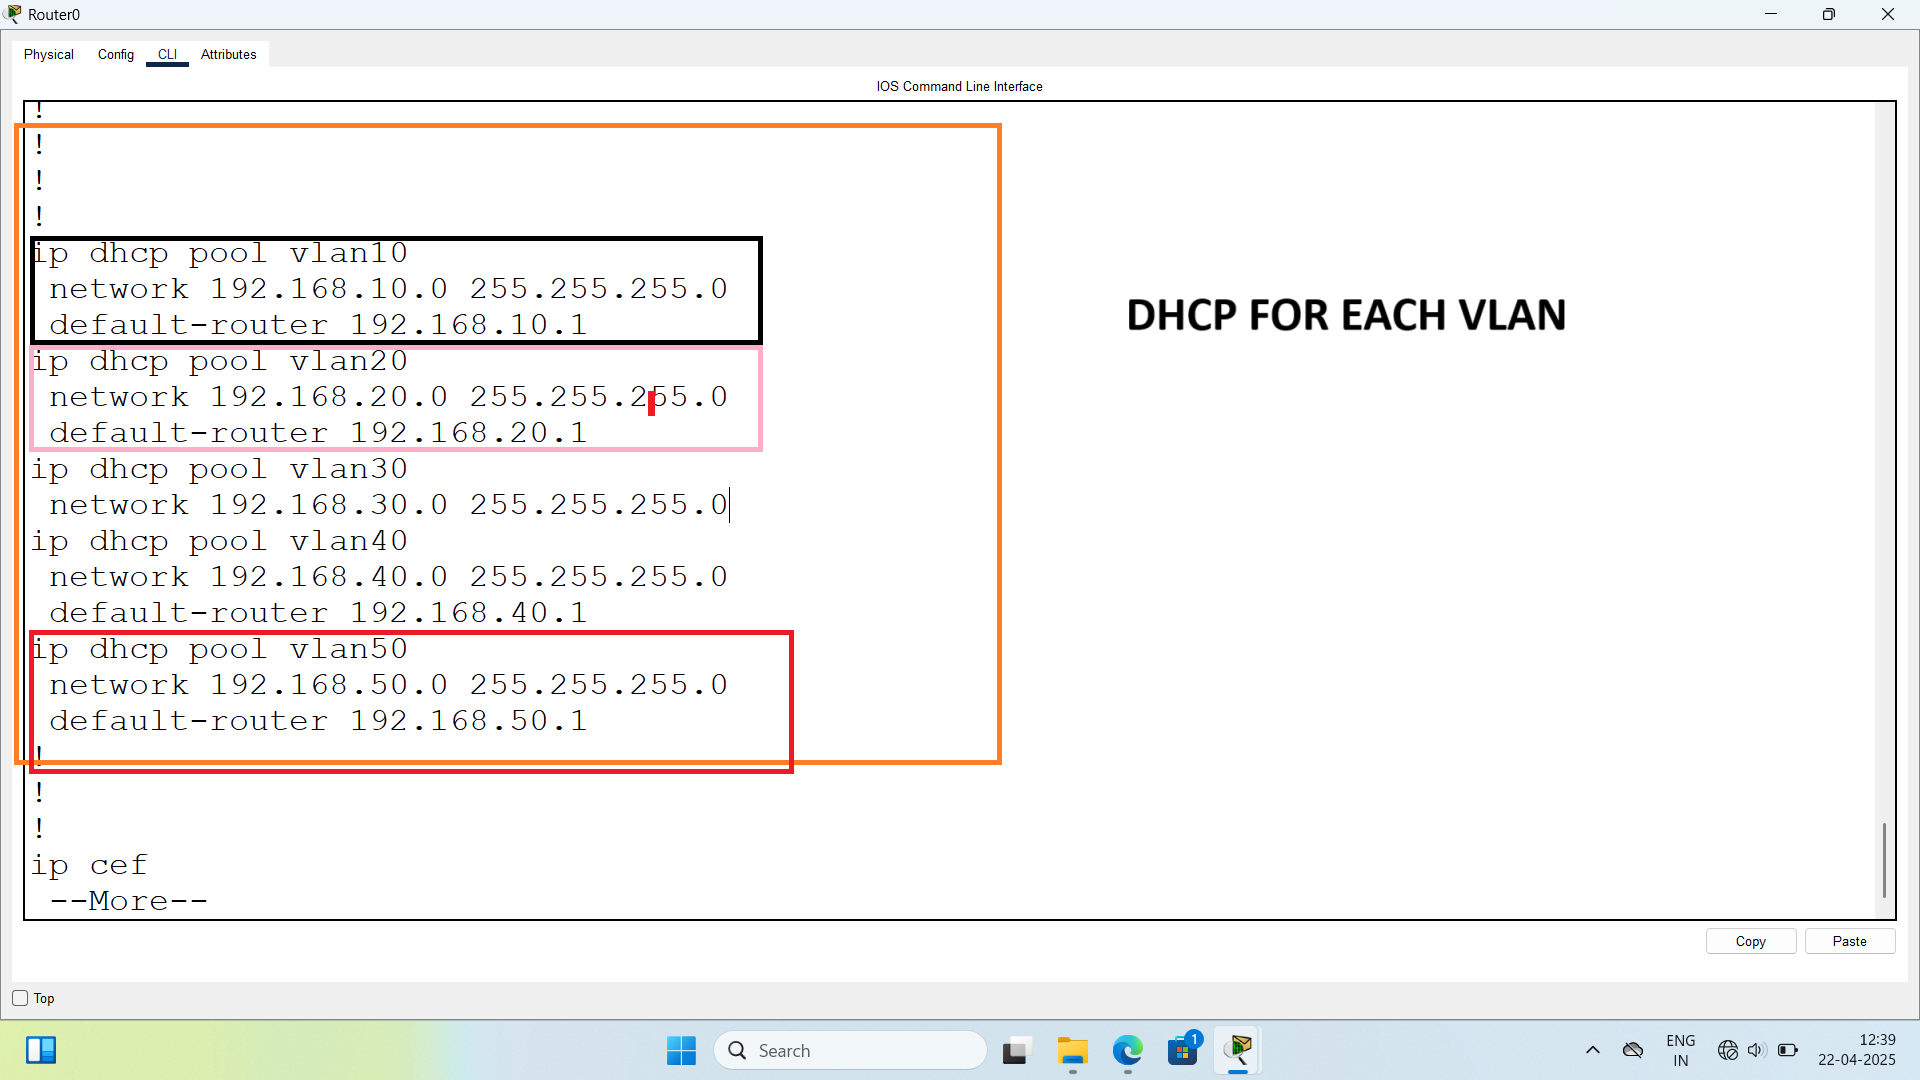 Router0
Physical Config CLI Attributes
IOS Command Line Interface
!
!
!
!
ip dhcp pool vlan10
network 192.168.10.0 255.255.255.0
default-router 192.168.10.1
ip dhcp pool vlan20
network 192.168.20.0 255.255.255.0
default-router 192.168.20.1
ip dhcp pool vlan30
network 192.168.30.0 255.255.255.0
ip dhcp pool vlan40
network 192.168.40.0 255.255.255.0
default-router 192.168.40.1
ip dhcp pool vlan50
network 192.168.50.0 255.255.255.0
default-router 192.168.50.1
!
!
!
ip cef
--More--
DHCP FOR EACH VLAN
Copy Paste
Top
Search
1
ENG
IN
12:39
22-04-2025